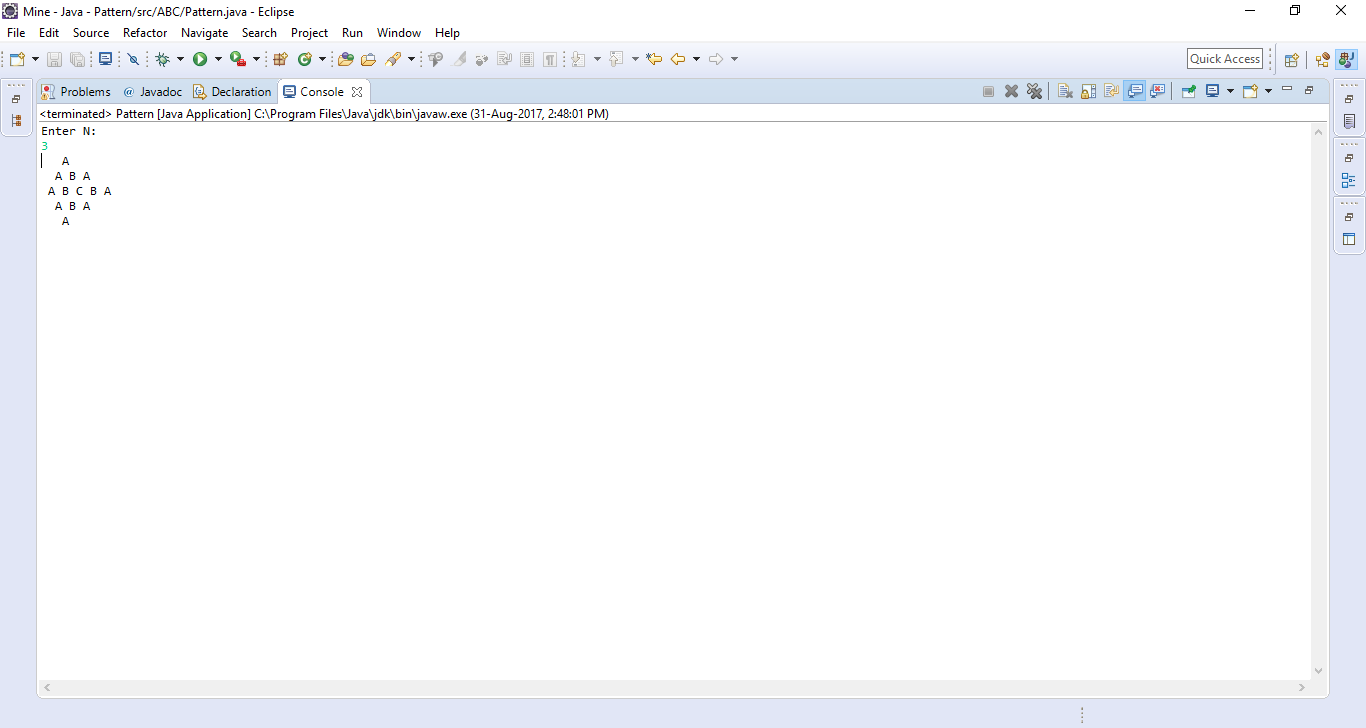 Mine - Java - Pattern/src/ABC/Pattern.java - Eclipse
File Edit Source Refactor Navigate Search Project Run Window Help
Quick Access
Problems @ Javadoc Declaration Console
<terminated> Pattern [Java Application] C:\Program Files\Java\jdk\bin\javaw.exe (31-Aug-2017, 2:48:01 PM)
Enter N:
3
   A
  A B A
 A B C B A
  A B A
   A